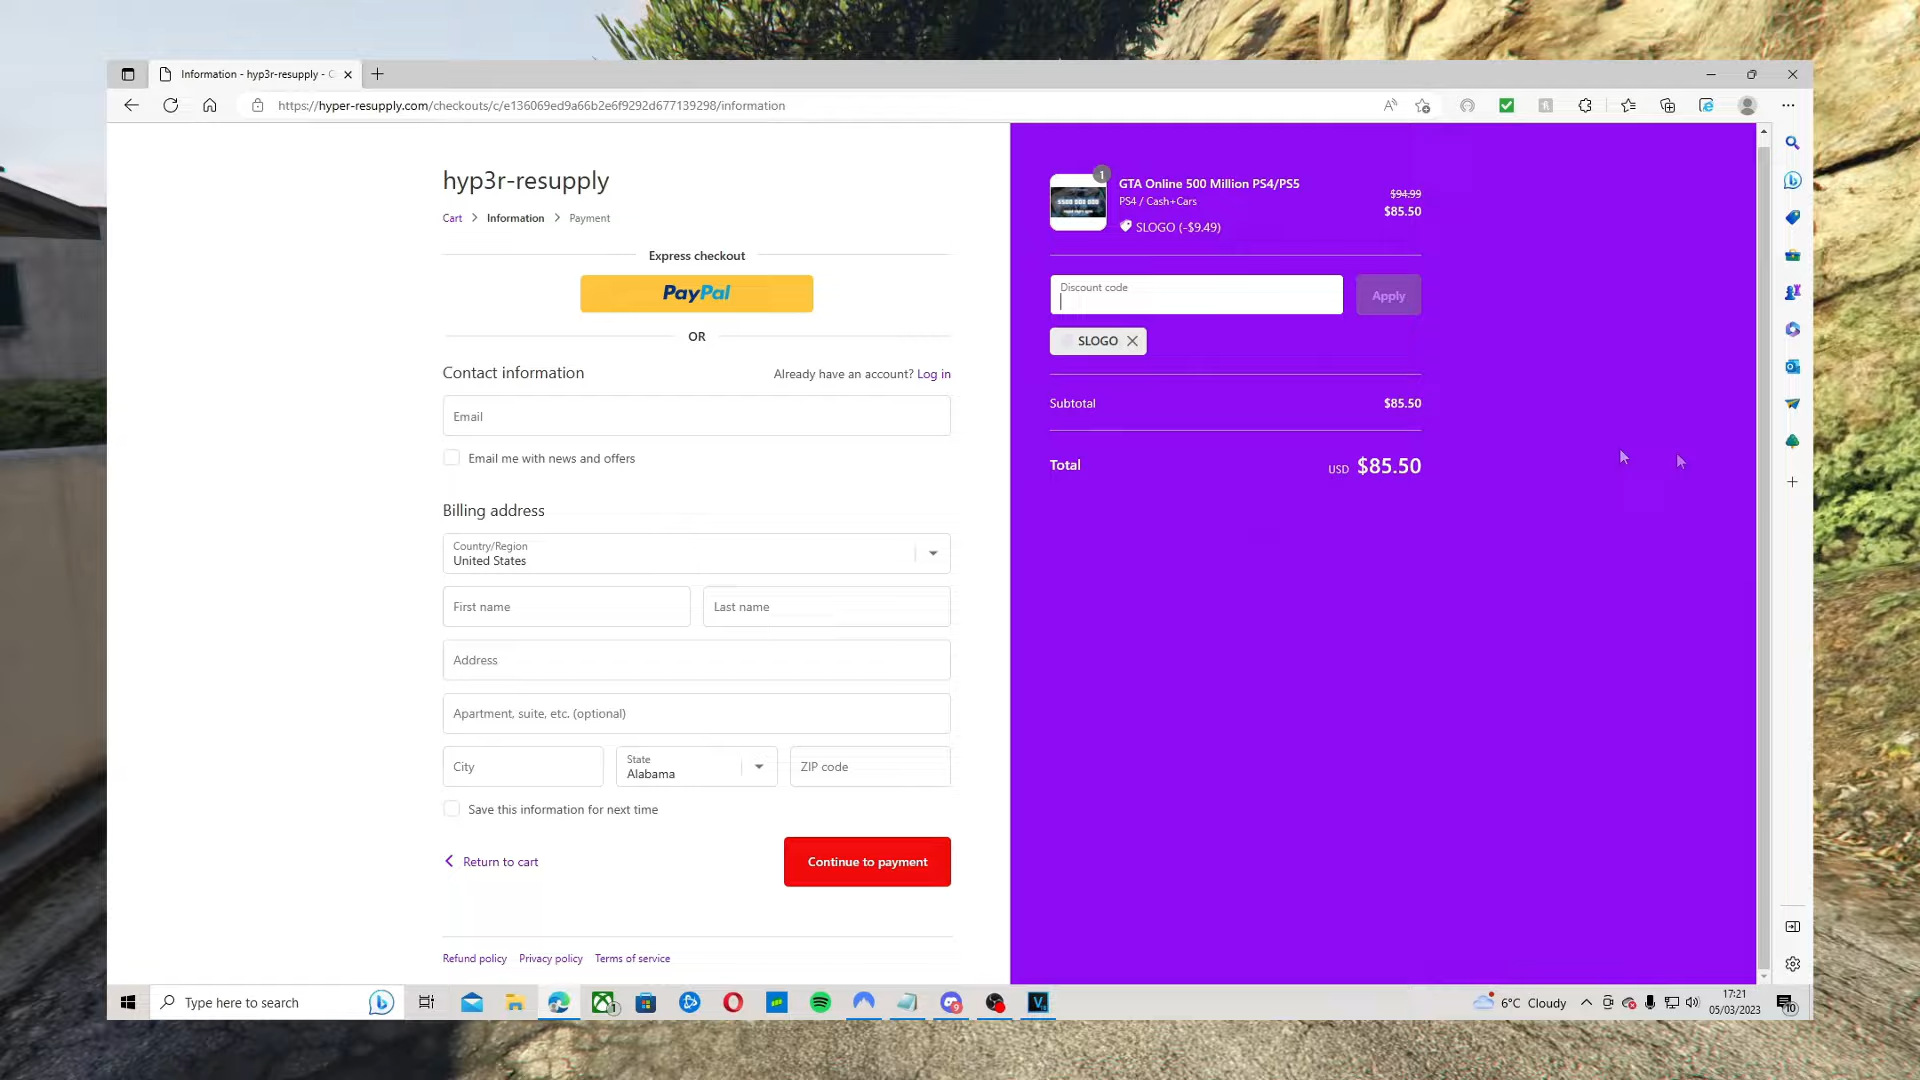 Information - hyp3r-resupply - C
https://hyper-resupply.com/checkouts/c/e136069ed9a66b2e6f9292d677139298/information
hyp3r-resupply
Cart > Information > Payment
Express checkout
PayPal
OR
Contact information
Already have an account? Log in
Email
Email me with news and offers
Billing address
Country/Region
United States
First name
Last name
Address
Apartment, suite, etc. (optional)
City
State
Alabama
ZIP code
Save this information for next time
Return to cart
Continue to payment
Refund policy Privacy policy Terms of service
1
GTA Online 500 Million PS4/PS5
PS4 / Cash+Cars
SLOGO (-$9.49)
$94.99
$85.50
Discount code
Apply
SLOGO
Subtotal $85.50
Total USD $85.50
Type here to search
1
9
6°C Cloudy
17:21
05/03/2023
10